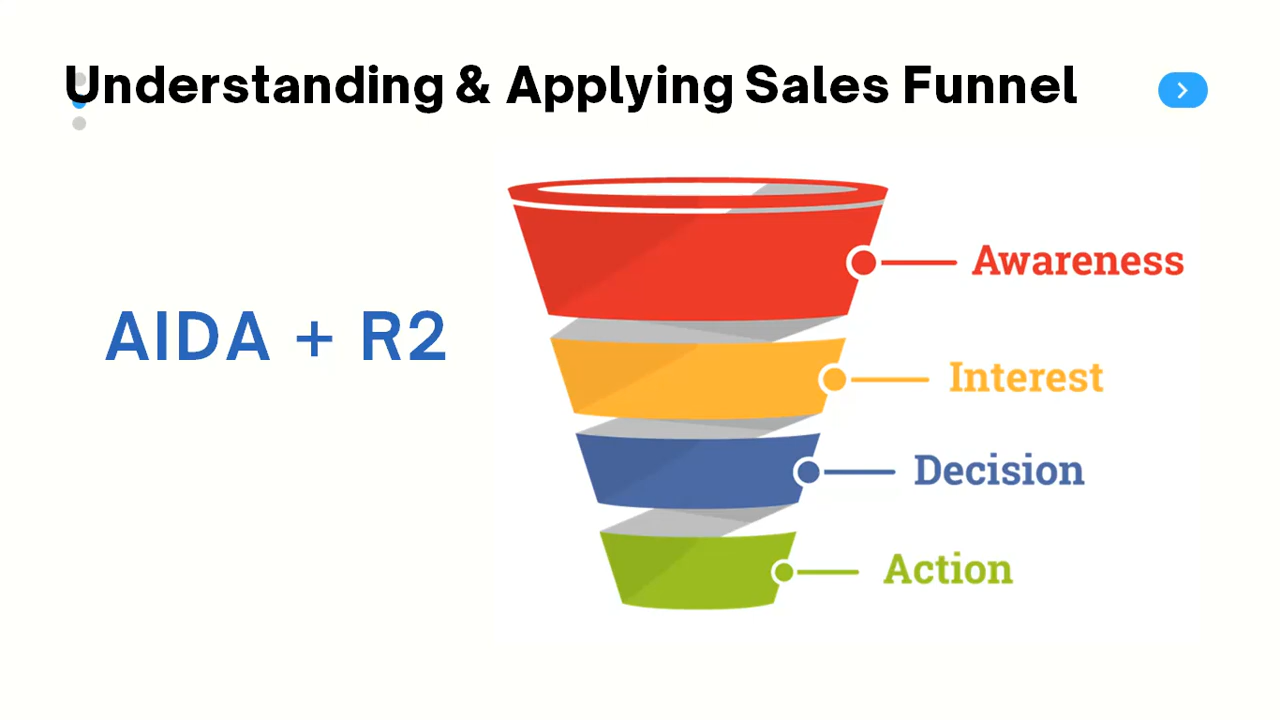 Understanding & Applying Sales Funnel
AIDA + R2
Awareness
Interest
Decision
Action